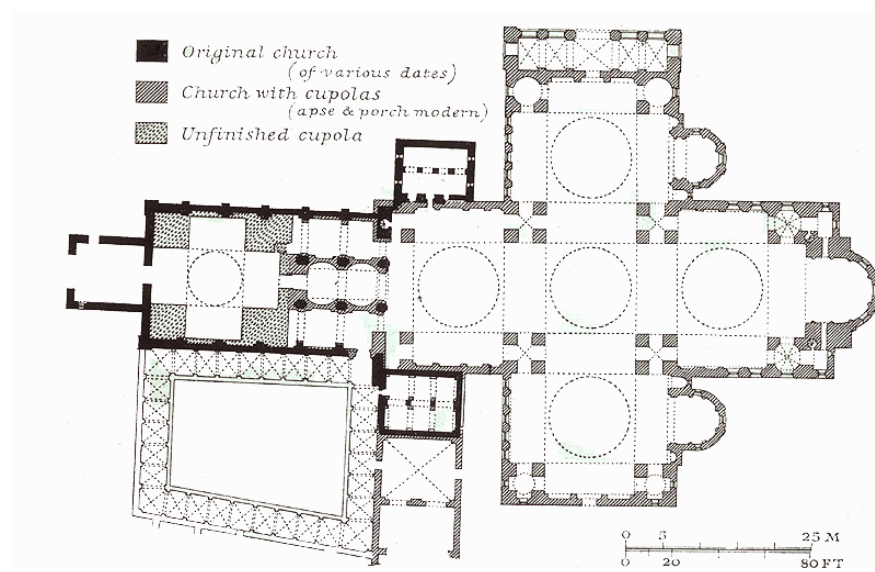 Original church
(of various dates)
Church with cupolas
(apse & porch modern)
Unfinished cupola
0 5 25 M
0 20 80 FT